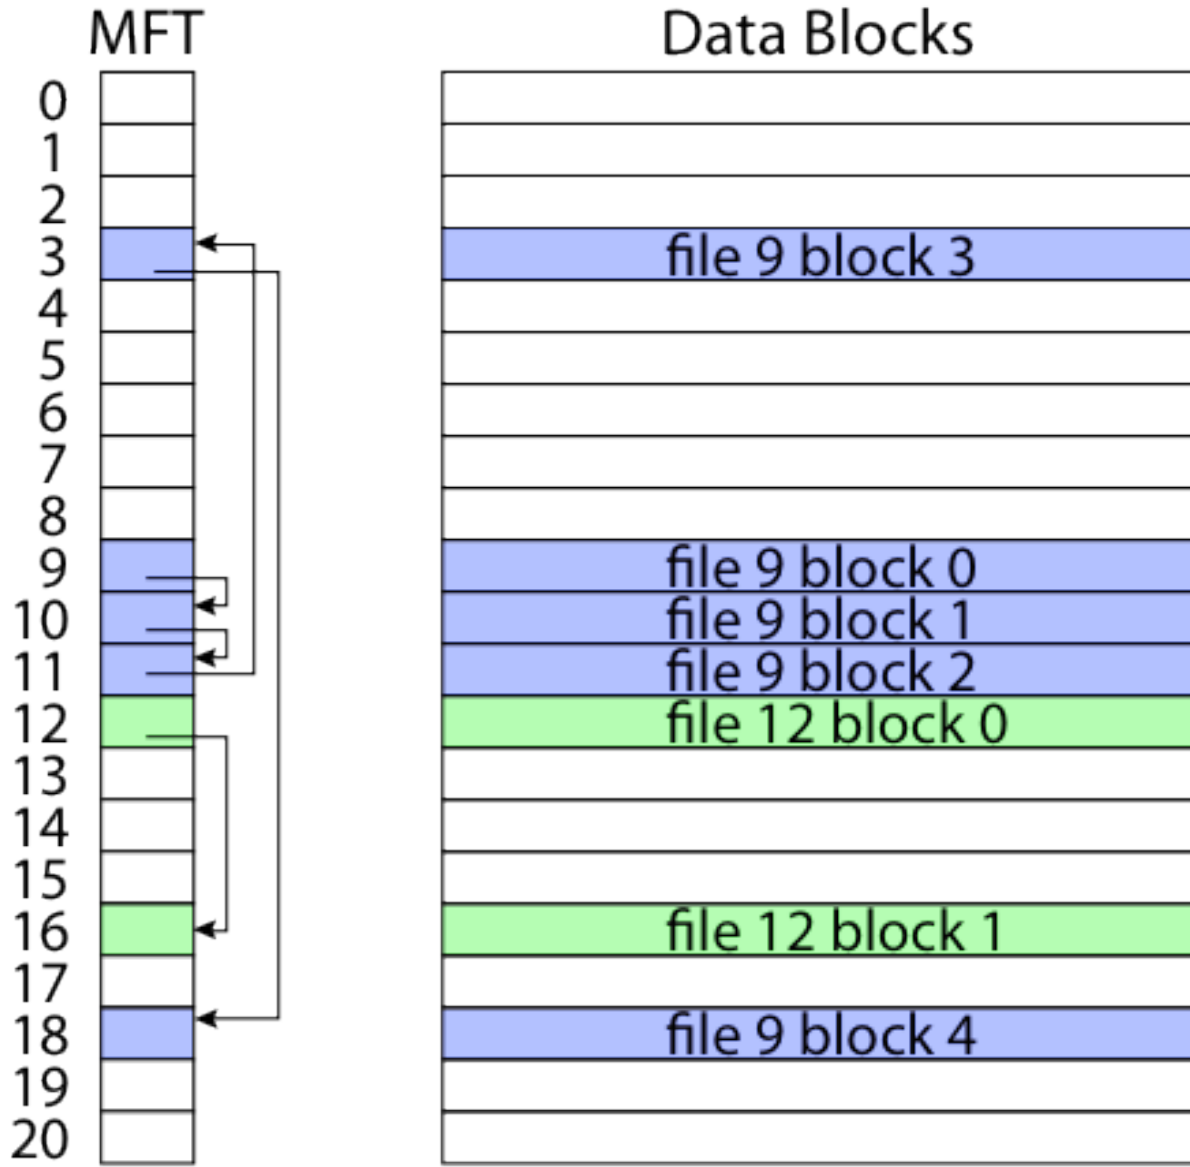 MFT Data Blocks
0
1
2
3 file 9 block 3
4
5
6
7
8
9 file 9 block 0
10 file 9 block 1
11 file 9 block 2
12 file 12 block 0
13
14
15
16 file 12 block 1
17
18 file 9 block 4
19
20